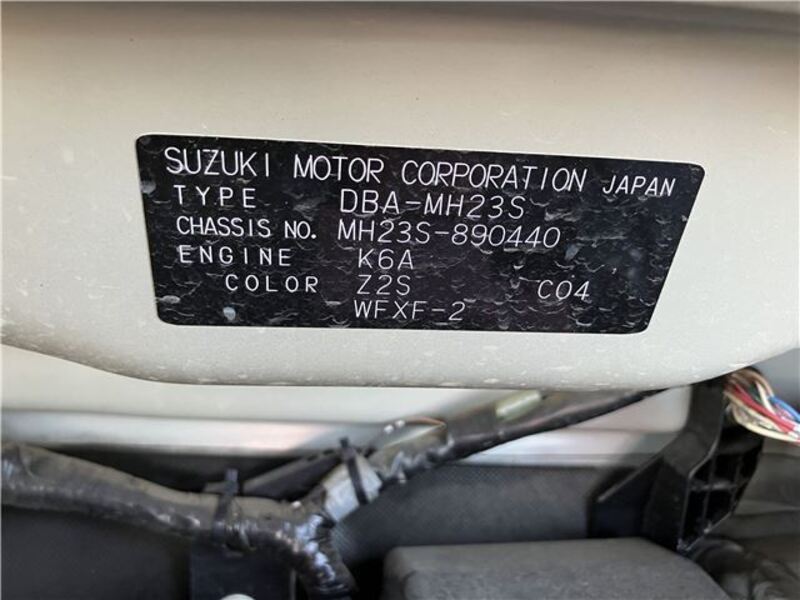 SUZUKI MOTOR CORPORATION JAPAN
TYPE DBA-MH23S
CHASSIS NO. MH23S-890440
ENGINE K6A
COLOR Z2S C04
WFXF-2